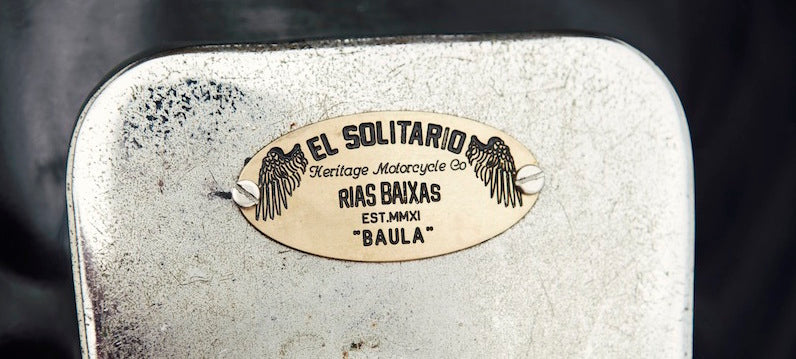 EL SOLITARIO
Heritage Motorcycle Co
RIAS BAIXAS
EST.MMXI
"BAULA"